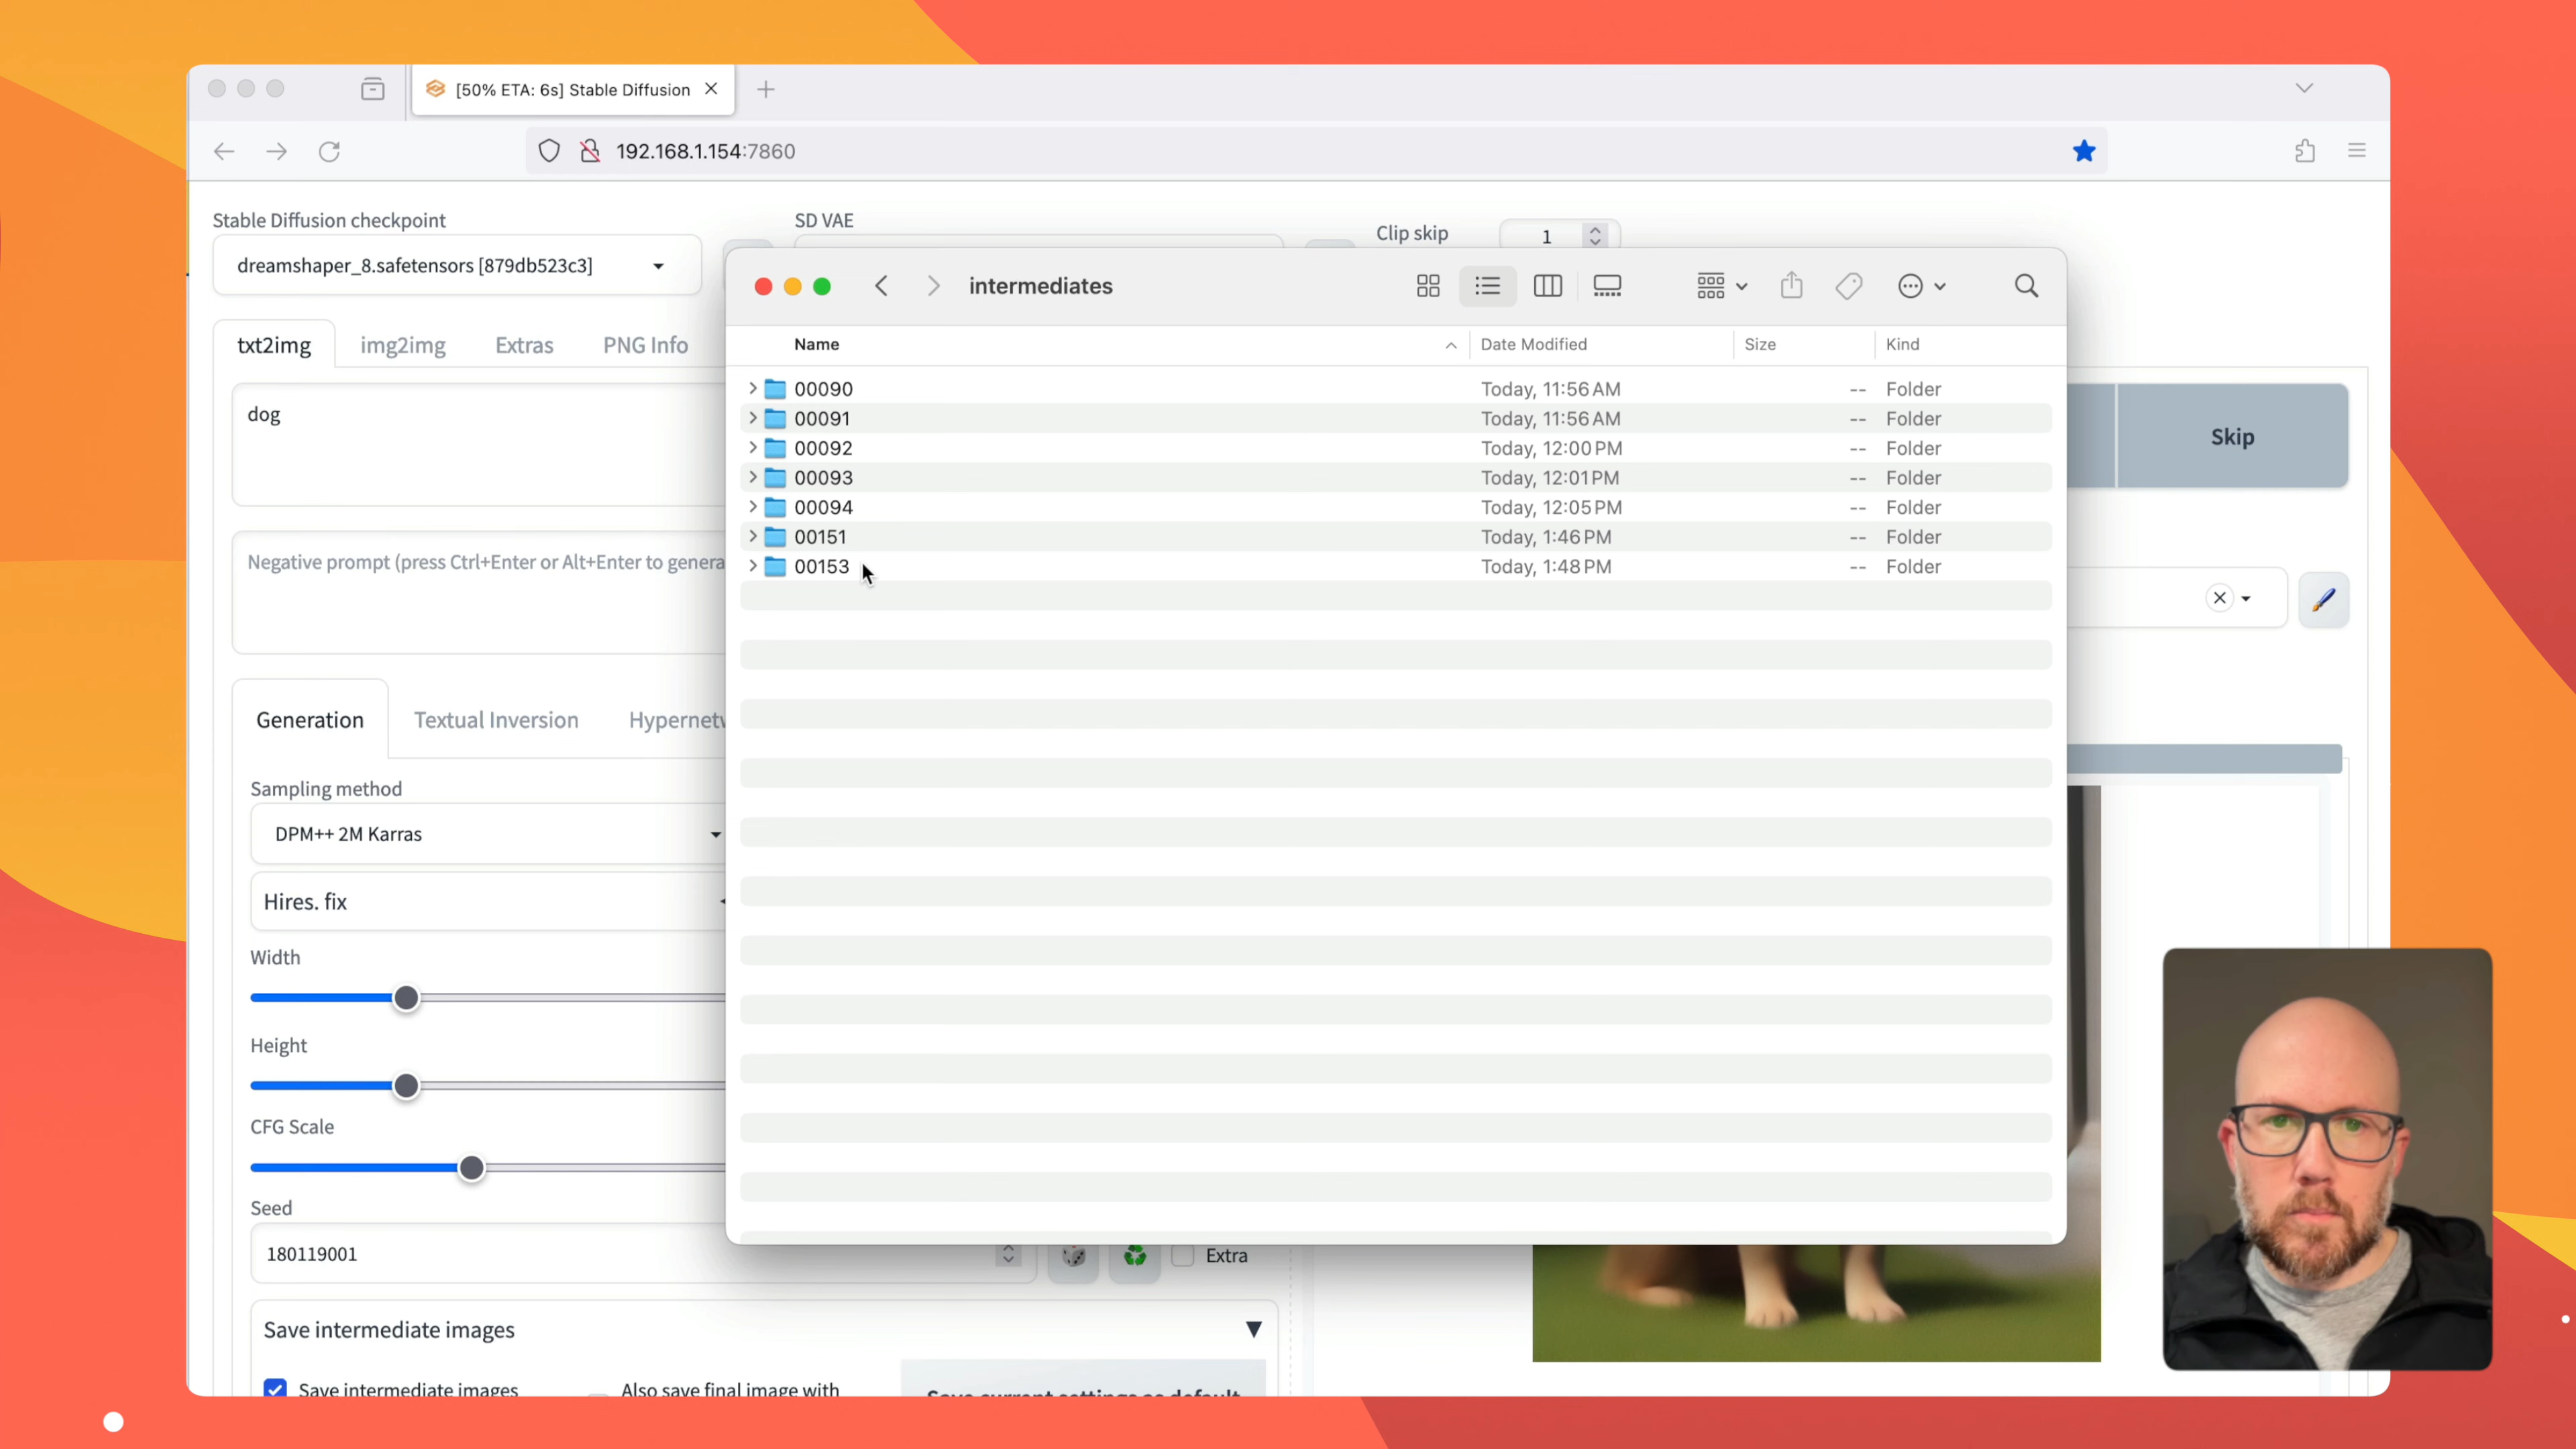 [50% ETA: 6s] Stable Diffusion
192.168.1.154:7860
Stable Diffusion checkpoint
SD VAE
Clip skip
1
dreamshaper_8.safetensors [879db523c3]
intermediates
txt2img img2img Extras PNG Info
Name Date Modified Size Kind
00090 Today, 11:56 AM -- Folder
00091 Today, 11:56 AM -- Folder
00092 Today, 12:00 PM -- Folder
00093 Today, 12:01 PM -- Folder
00094 Today, 12:05 PM -- Folder
00151 Today, 1:46 PM -- Folder
00153 Today, 1:48 PM -- Folder
dog
Skip
Negative prompt (press Ctrl+Enter or Alt+Enter to genera
Generation Textual Inversion Hypernetw
Sampling method
DPM++ 2M Karras
Hires. fix
Width
Height
CFG Scale
Seed
180119001
Extra
Save intermediate images
Save intermediate images
Also save final image with
Save current settings as default